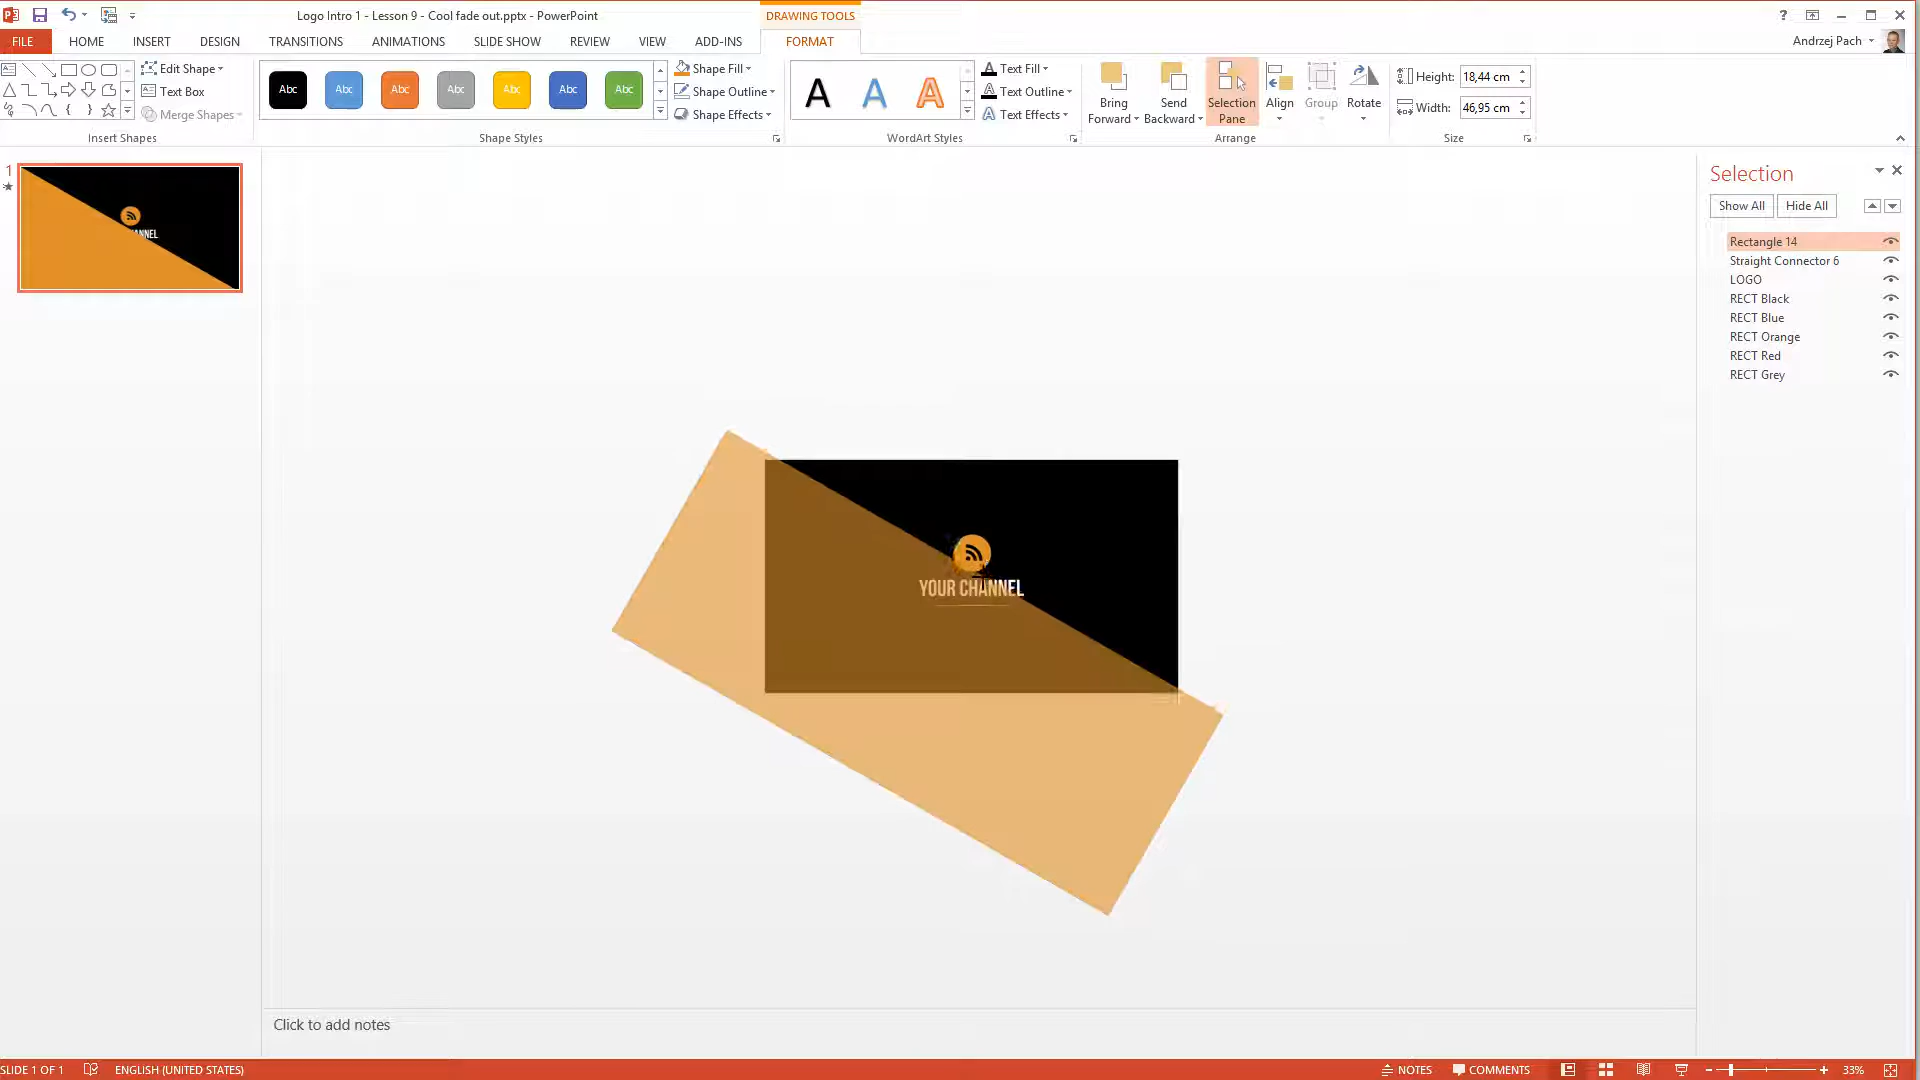 Logo Intro 1 - Lesson 9 - Cool fade out.pptx - PowerPoint
DRAWING TOOLS
?
FILE
HOME
INSERT
DESIGN
TRANSITIONS
ANIMATIONS
SLIDE SHOW
REVIEW
VIEW
ADD-INS
FORMAT
Andrzej Pach
Edit Shape
Text Box
Merge Shapes
Insert Shapes
Abc Abc Abc Abc Abc Abc Abc
Shape Fill
Shape Outline
Shape Effects
Shape Styles
A A A
Text Fill
Text Outline
Text Effects
WordArt Styles
Bring Forward
Send Backward
Selection Pane
Align
Group
Rotate
Arrange
Height: 18,44 cm
Width: 46,95 cm
Size
1
YOUR CHANNEL
Selection
Show All
Hide All
Rectangle 14
Straight Connector 6
LOGO
RECT Black
RECT Blue
RECT Orange
RECT Red
RECT Grey
Click to add notes
SLIDE 1 OF 1
ENGLISH (UNITED STATES)
NOTES
COMMENTS
33%